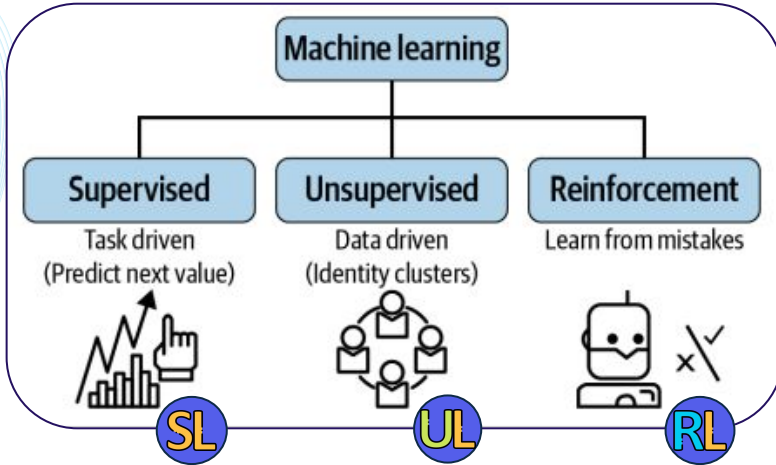 Machine learning
Supervised
Unsupervised
Reinforcement
Task driven
(Predict next value)
Data driven
(Identity clusters)
Learn from mistakes
SL
UL
RL